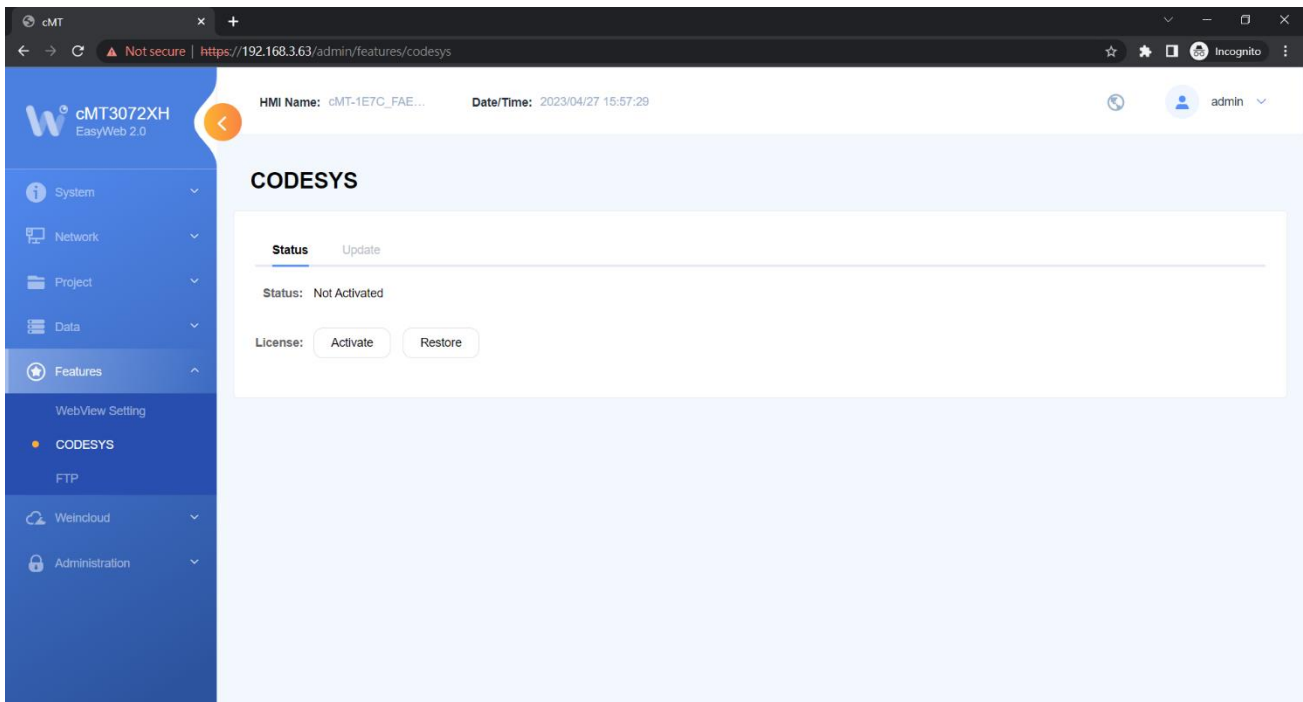 cMT
Not secure | https://192.168.3.63/admin/features/codesys
Incognito
cMT3072XH
EasyWeb 2.0
HMI Name: cMT-1E7C_FAE... Date/Time: 2023/04/27 15:57:29
admin
System
Network
Project
Data
Features
WebView Setting
CODESYS
FTP
Weincloud
Administration
CODESYS
Status Update
Status: Not Activated
License: Activate Restore